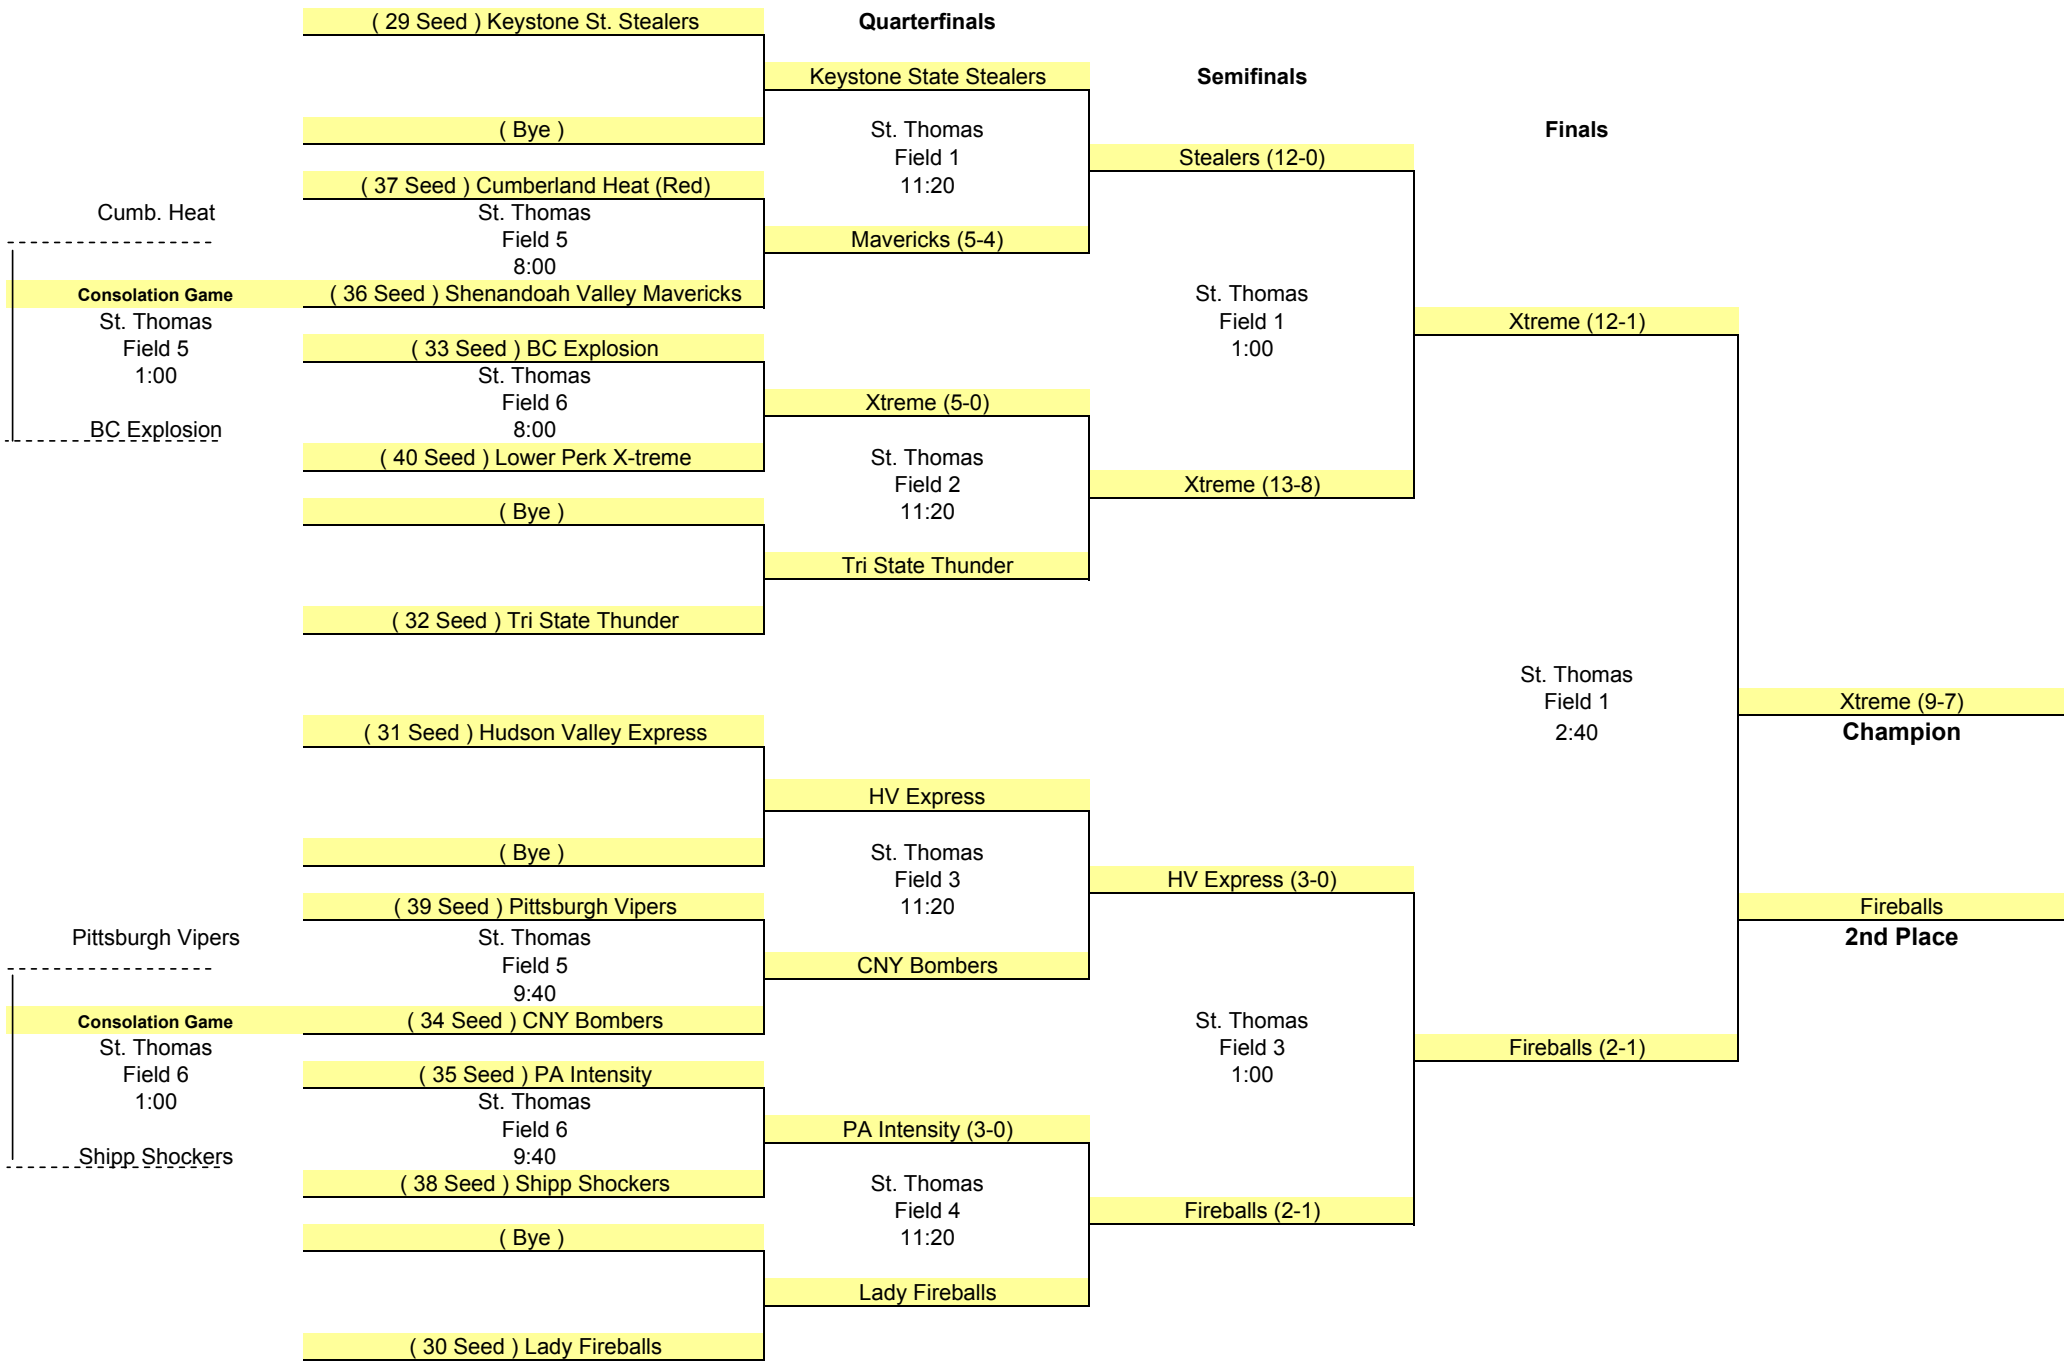 ( 29 Seed ) Keystone St. Stealers
Quarterfinals
Keystone State Stealers
Semifinals
( Bye )
St. Thomas
Finals
Field 1
Stealers (12-0)
( 37 Seed ) Cumberland Heat (Red)
11:20
Cumb. Heat
St. Thomas
Field 5
Mavericks (5-4)
8:00
Consolation Game
( 36 Seed ) Shenandoah Valley Mavericks
St. Thomas
St. Thomas
Field 1
Xtreme (12-1)
Field 5
( 33 Seed ) BC Explosion
1:00
1:00
St. Thomas
Field 6
Xtreme (5-0)
BC Explosion
8:00
( 40 Seed ) Lower Perk X-treme
St. Thomas
Field 2
Xtreme (13-8)
( Bye )
11:20
Tri State Thunder
( 32 Seed ) Tri State Thunder
St. Thomas
Field 1
Xtreme (9-7)
( 31 Seed ) Hudson Valley Express
2:40
Champion
HV Express
( Bye )
St. Thomas
Field 3
HV Express (3-0)
( 39 Seed ) Pittsburgh Vipers
11:20
Fireballs
Pittsburgh Vipers
St. Thomas
2nd Place
Field 5
CNY Bombers
9:40
Consolation Game
( 34 Seed ) CNY Bombers
St. Thomas
St. Thomas
Field 3
Fireballs (2-1)
Field 6
( 35 Seed ) PA Intensity
1:00
1:00
St. Thomas
Field 6
PA Intensity (3-0)
Shipp Shockers
9:40
( 38 Seed ) Shipp Shockers
St. Thomas
Field 4
Fireballs (2-1)
( Bye )
11:20
Lady Fireballs
( 30 Seed ) Lady Fireballs